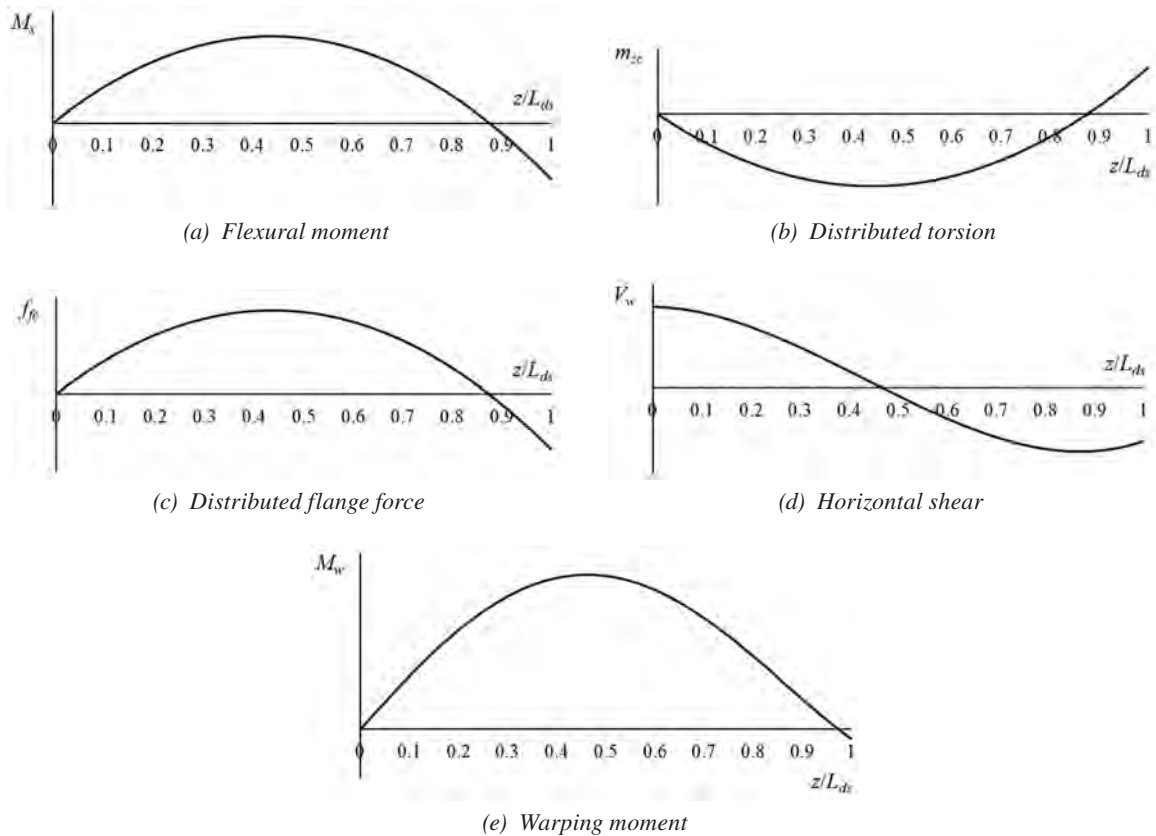 M_s
z/L_ds
0 0.1 0.2 0.3 0.4 0.5 0.6 0.7 0.8 0.9 1
(a) Flexural moment
m_ze
0 0.1 0.2 0.3 0.4 0.5 0.6 0.7 0.8 0.9 1
z/L_ds
(b) Distributed torsion
f_fe
z/L_ds
0 0.1 0.2 0.3 0.4 0.5 0.6 0.7 0.8 0.9 1
(c) Distributed flange force
V_w
z/L_ds
0 0.1 0.2 0.3 0.4 0.5 0.6 0.7 0.8 0.9 1
(d) Horizontal shear
M_w
0 0.1 0.2 0.3 0.4 0.5 0.6 0.7 0.8 0.9 1
z/L_ds
(e) Warping moment